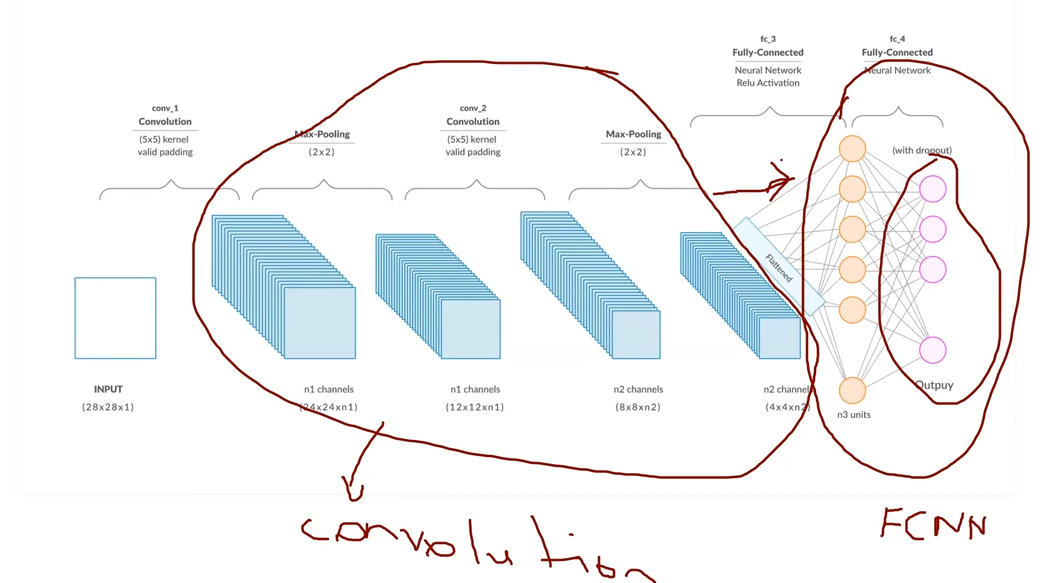 fc_3
Fully-Connected
Neural Network
Relu Activation
fc_4
Fully-Connected
Neural Network
conv_1
Convolution
(5x5) kernel
valid padding
Max-Pooling
(2x2)
conv_2
Convolution
(5x5) kernel
valid padding
Max-Pooling
(2x2)
(with dropout)
Flattened
INPUT
(28x28x1)
n1 channels
(24x24xn1)
n1 channels
(12x12xn1)
n2 channels
(8x8xn2)
n2 channels
(4x4xn2)
n3 units
Outpuy
convolution
FCNN